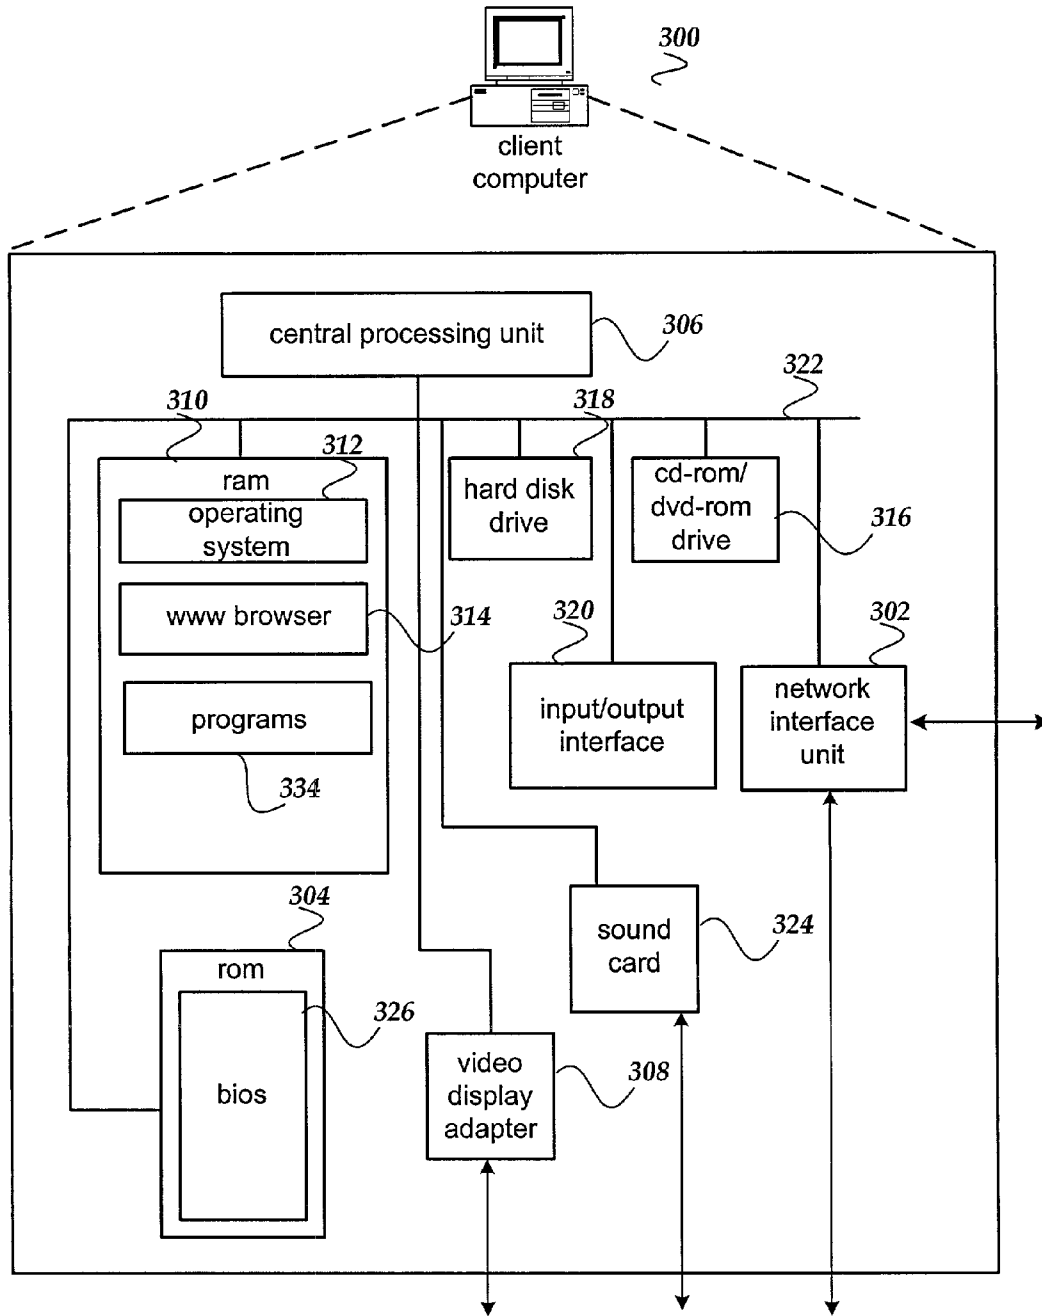 300
client
computer
central processing unit
306
322
310
318
312
ram
operating
system
hard disk
drive
cd-rom/
dvd-rom
drive
316
www browser
314
320
302
programs
334
input/output
interface
network
interface
unit
304
rom
326
bios
sound
card
324
video
display
adapter
308